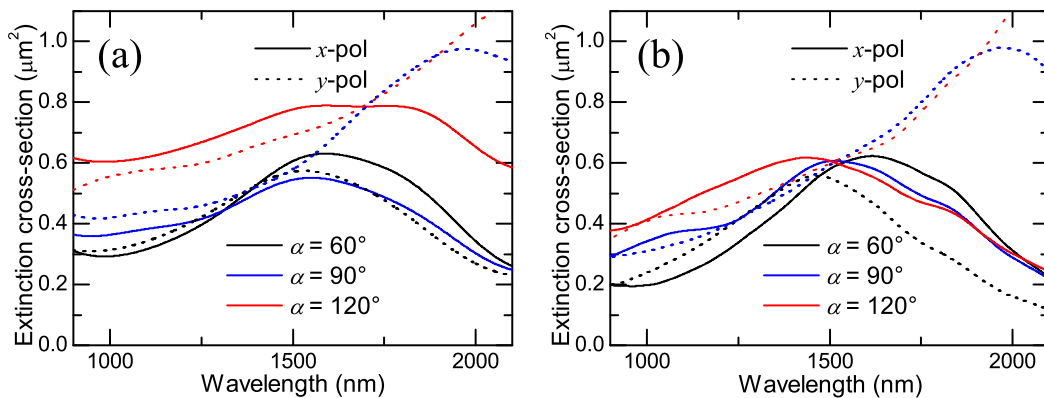 (a)
x-pol
y-pol
α = 60°
α = 90°
α = 120°
Extinction cross-section (μm²)
0.0
0.2
0.4
0.6
0.8
1.0
1000 1500 2000
Wavelength (nm)
(b)
x-pol
y-pol
α = 60°
α = 90°
α = 120°
Extinction cross-section (μm²)
0.0
0.2
0.4
0.6
0.8
1.0
1000 1500 2000
Wavelength (nm)